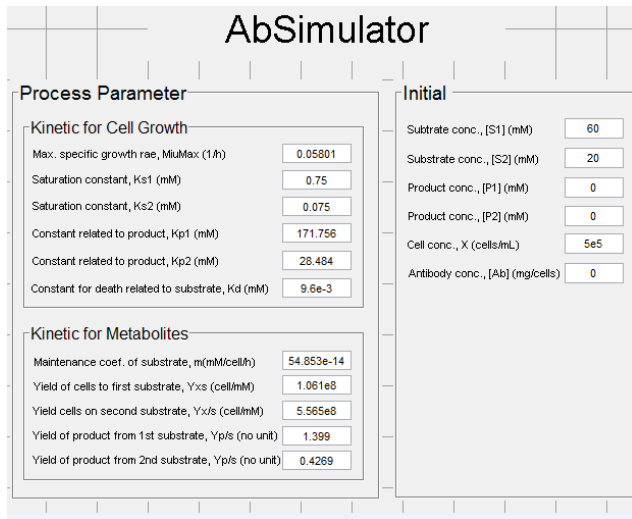 AbSimulator
Process Parameter
Kinetic for Cell Growth
Max. specific growth rae, MiuMax (1/h) 0.05801
Saturation constant, Ks1 (mM) 0.75
Saturation constant, Ks2 (mM) 0.075
Constant related to product, Kp1 (mM) 171.756
Constant related to product, Kp2 (mM) 28.484
Constant for death related to substrate, Kd (mM) 9.6e-3
Kinetic for Metabolites
Maintenance coef. of substrate, m(mM/cell/h) 54.853e-14
Yield of cells to first substrate, Yxs (cell/mM) 1.061e8
Yield cells on second substrate, Yx/s (cell/mM) 5.565e8
Yield of product from 1st substrate, Yp/s (no unit) 1.399
Yield of product from 2nd substrate, Yp/s (no unit) 0.4269
Initial
Subtrate conc., [S1] (mM) 60
Substrate conc., [S2] (mM) 20
Product conc., [P1] (mM) 0
Product conc., [P2] (mM) 0
Cell conc., X (cells/mL) 5e5
Antibody conc., [Ab] (mg/cells) 0